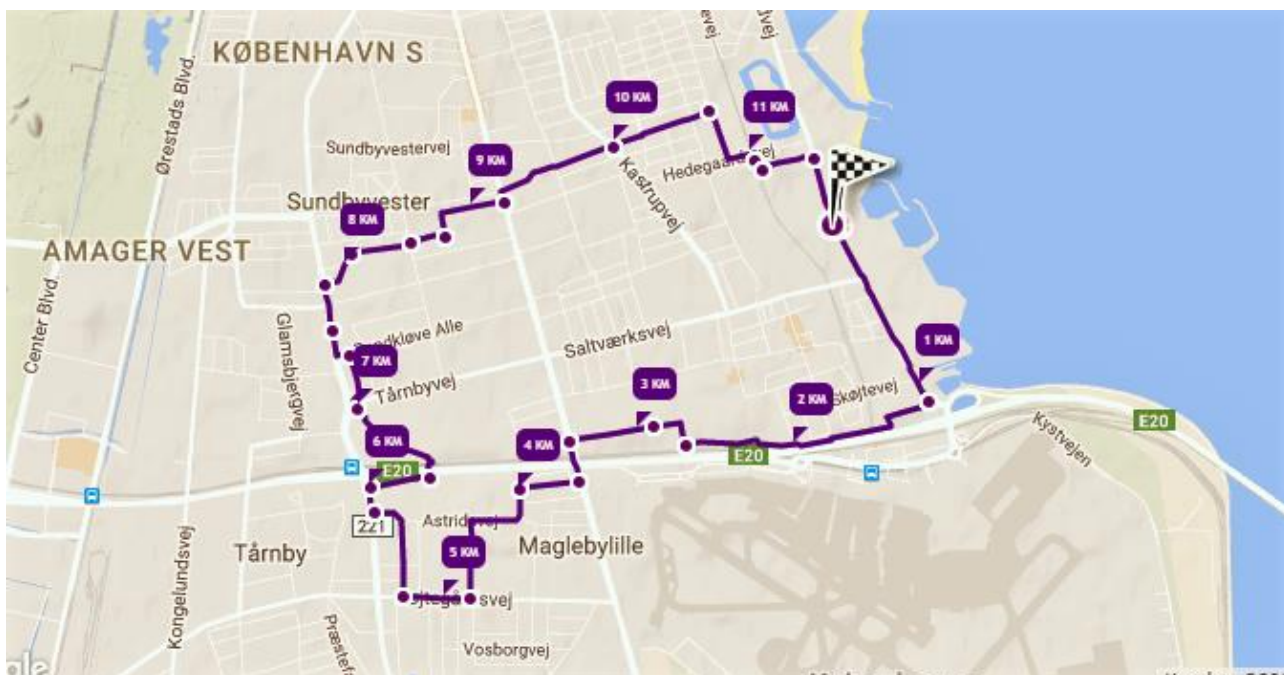 KØBENHAVN S
Ørestads Blvd.
10 KM
11 KM
Sundbyvestervej
9 KM
Hedegaardsvej
Kastrupvej
Sundbyvester
8 KM
AMAGER VEST
Center Blvd.
Glamsbjergvej
Saltværksvej
1 KM
7 KM
Tårnbyvej
3 KM
2 KM
Skøjtevej
E20
Kystvejen
6 KM
4 KM
E20
E20
221
Astridsvej
Tårnby
Maglebylille
5 KM
Kongelundsvej
svej
Vosborgvej